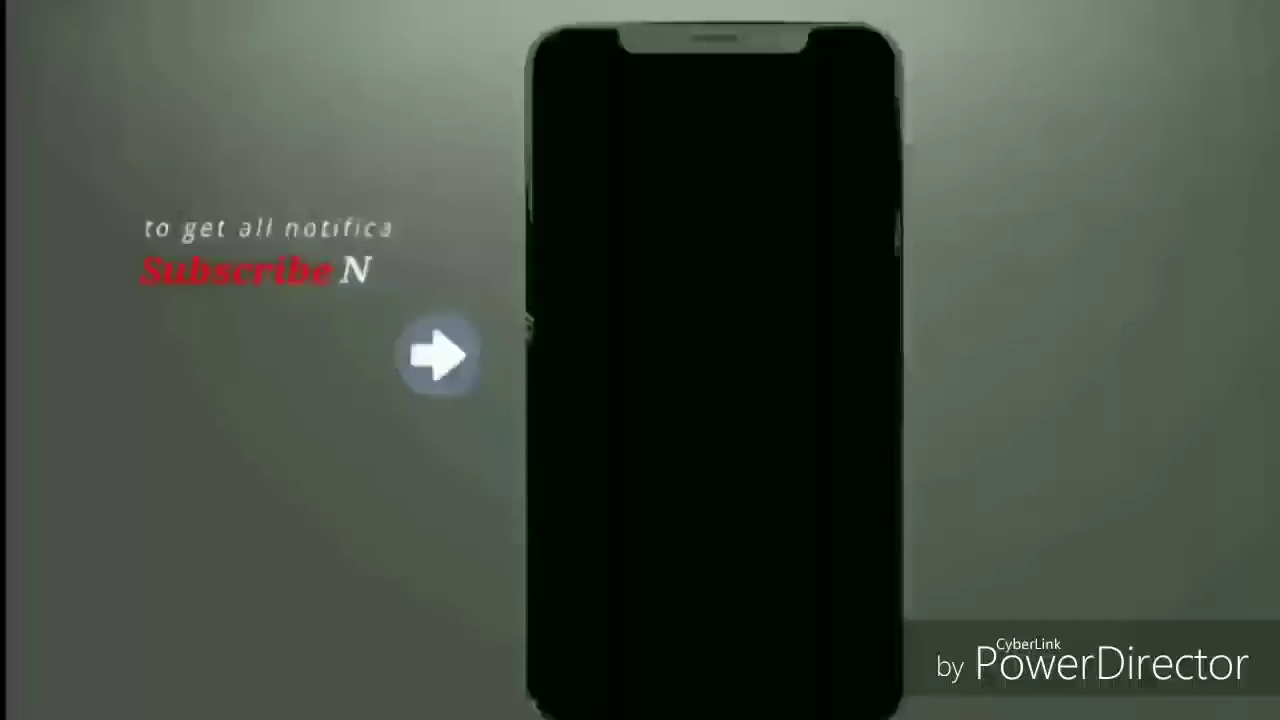 to get all notifica
Subscribe N
CyberLink
by PowerDirector